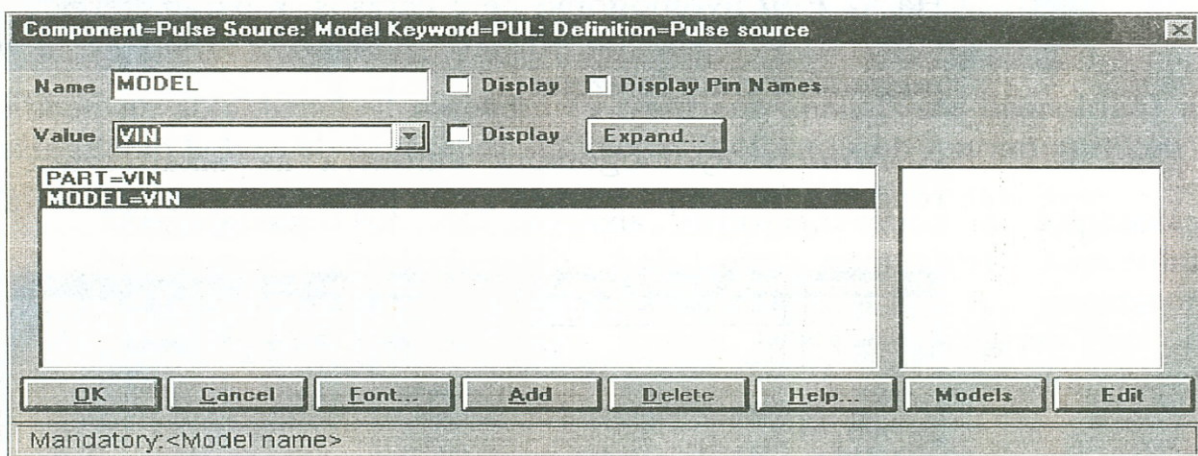 Component=Pulse Source: Model Keyword=PUL: Definition=Pulse source
Name MODEL Display Display Pin Names
Value VIN Display Expand...
PART=VIN
MODEL=VIN
OK Cancel Font... Add Delete Help... Models Edit
Mandatory:<Model name>